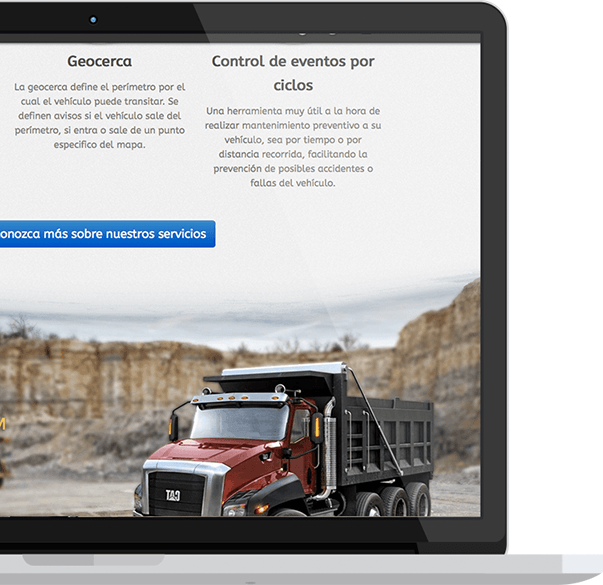 Geocerca
La geocerca define el perímetro por el
cual el vehículo puede transitar. Se
definen avisos si el vehículo sale del
perímetro, si entra o sale de un punto
especifico del mapa.
Control de eventos por
ciclos
Una herramienta muy útil a la hora de
realizar mantenimiento preventivo a su
vehículo, sea por tiempo o por
distancia recorrida, facilitando la
prevención de posibles accidentes o
fallas del vehículo.
onozca más sobre nuestros servicios
M
CAT